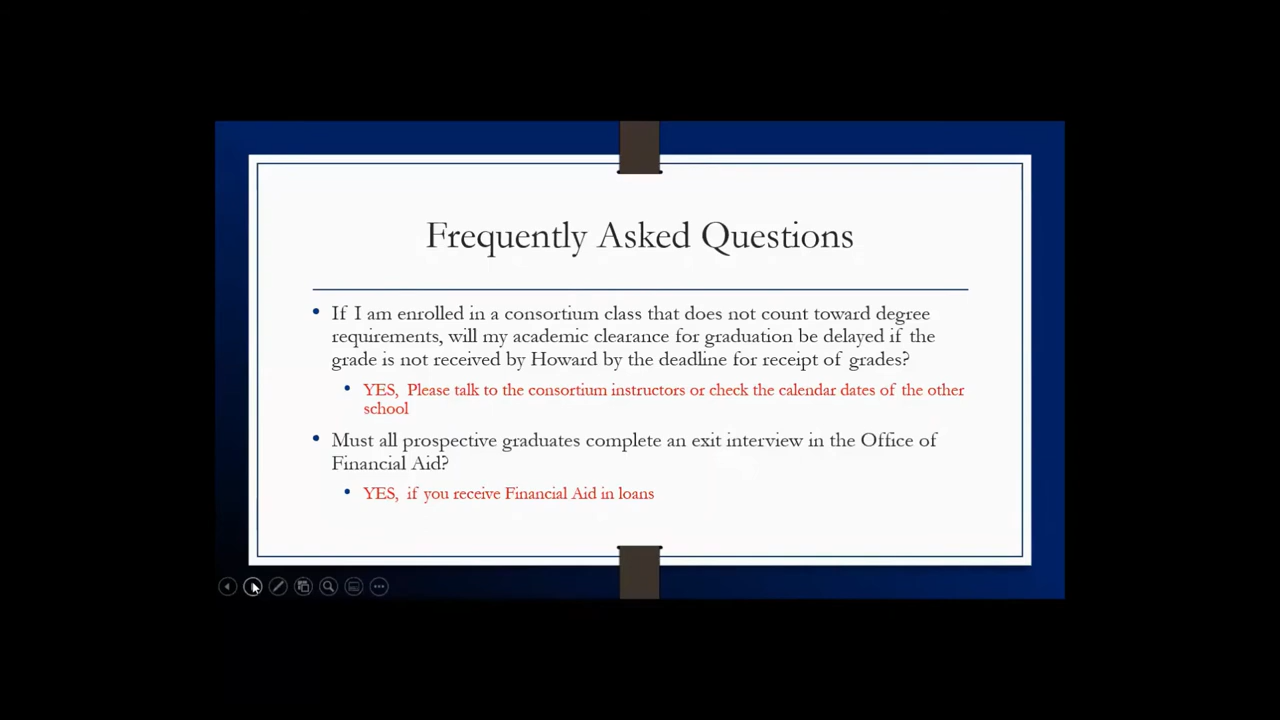 Frequently Asked Questions
• If I am enrolled in a consortium class that does not count toward degree
requirements, will my academic clearance for graduation be delayed if the
grade is not received by Howard by the deadline for receipt of grades?
• YES, Please talk to the consortium instructors or check the calendar dates of the other
school
• Must all prospective graduates complete an exit interview in the Office of
Financial Aid?
• YES, if you receive Financial Aid in loans